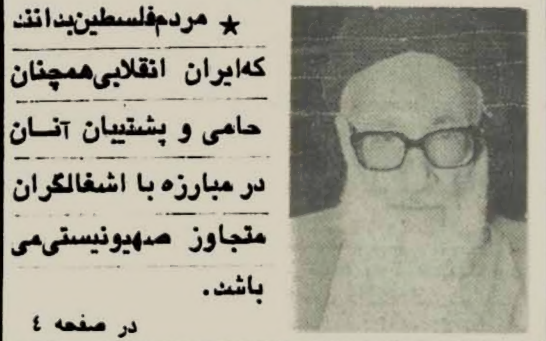 ★ مردم فلسطین بدانند
که ایران انقلابی همچنان
حامی و پشتیبان آنان
در مبارزه با اشغالگران
متجاوز صهیونیستی می
باشد.
در صفحه ٤